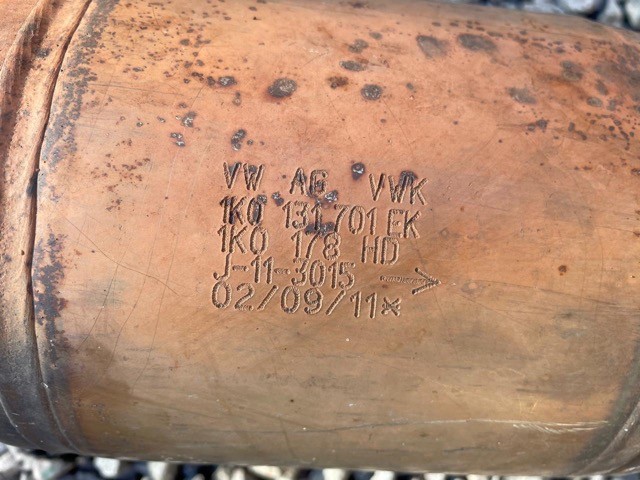 VW AG VWK
1K0 131 701 EK
1K0 178 HD
J-11-3015 >
02/09/11*